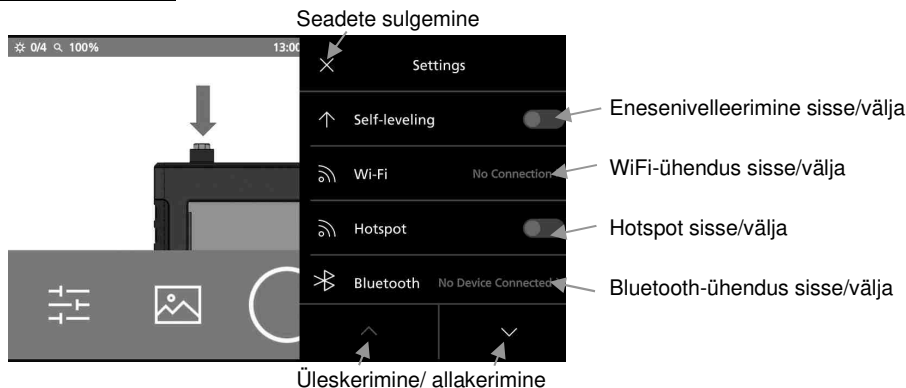 Seadete sulgemine
0/4 100% 13:00
Settings
Self-leveling
Enesenivelleerimine sisse/välja
Wi-Fi No Connection
WiFi-ühendus sisse/välja
Hotspot
Hotspot sisse/välja
Bluetooth No Device Connected
Bluetooth-ühendus sisse/välja
Üleskerimine/ allakerimine